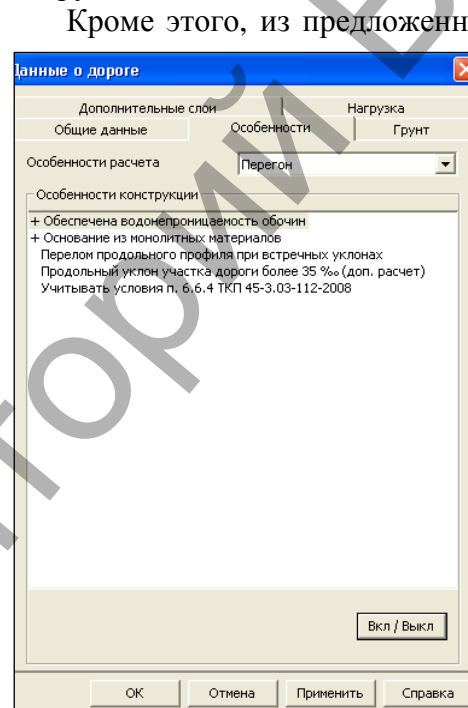 Кроме этого, из предложенн
Данные о дороге
Дополнительные слои Нагрузка
Общие данные Особенности Грунт
Особенности расчета Перегон
Особенности конструкции
+ Обеспечена водонепроницаемость обочин
+ Основание из монолитных материалов
Перелом продольного профиля при встречных уклонах
Продольный уклон участка дороги более 35 ‰ (доп. расчет)
Учитывать условия п. 6.6.4 ТКП 45-3.03-112-2008
Вкл / Выкл
ОК Отмена Применить Справка